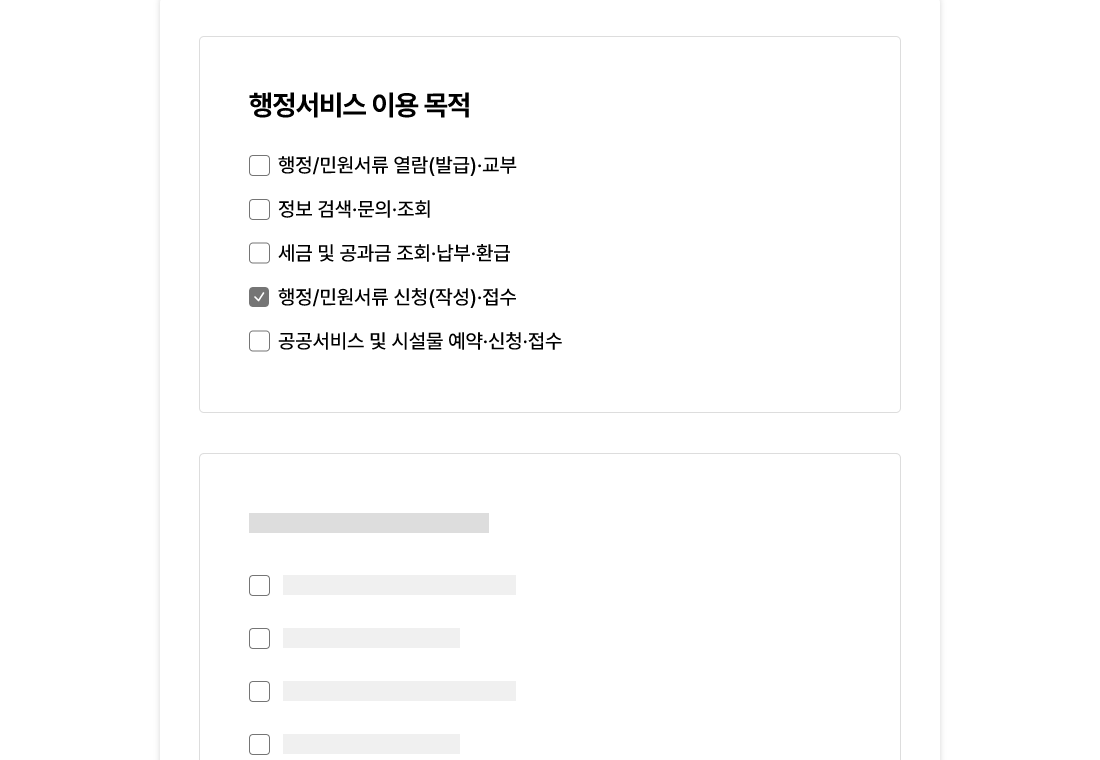 행정서비스 이용 목적
행정/민원서류 열람(발급)·교부
정보 검색·문의·조회
세금 및 공과금 조회·납부·환급
행정/민원서류 신청(작성)·접수
공공서비스 및 시설물 예약·신청·접수